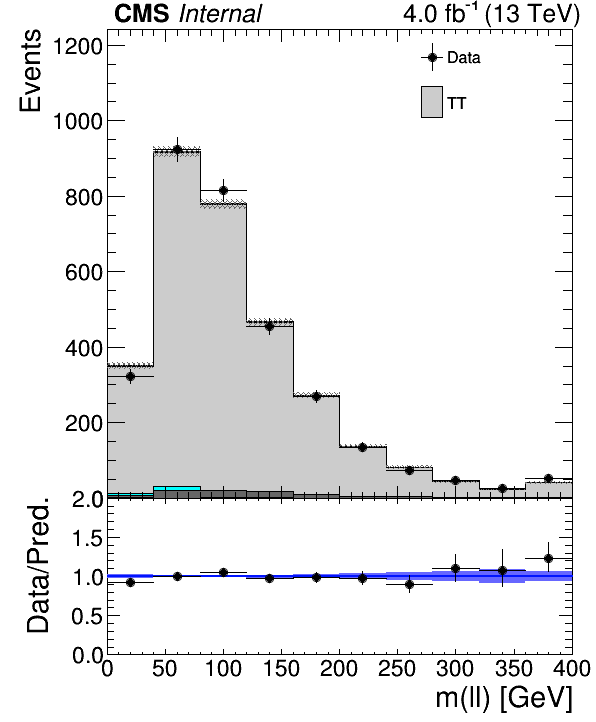 CMS Internal 4.0 fb⁻¹ (13 TeV)
Events
1200
1000
800
600
400
200
Data
TT
Data/Pred.
2.0
1.5
1.0
0.5
0.0
0 50 100 150 200 250 300 350 400
m(ll) [GeV]